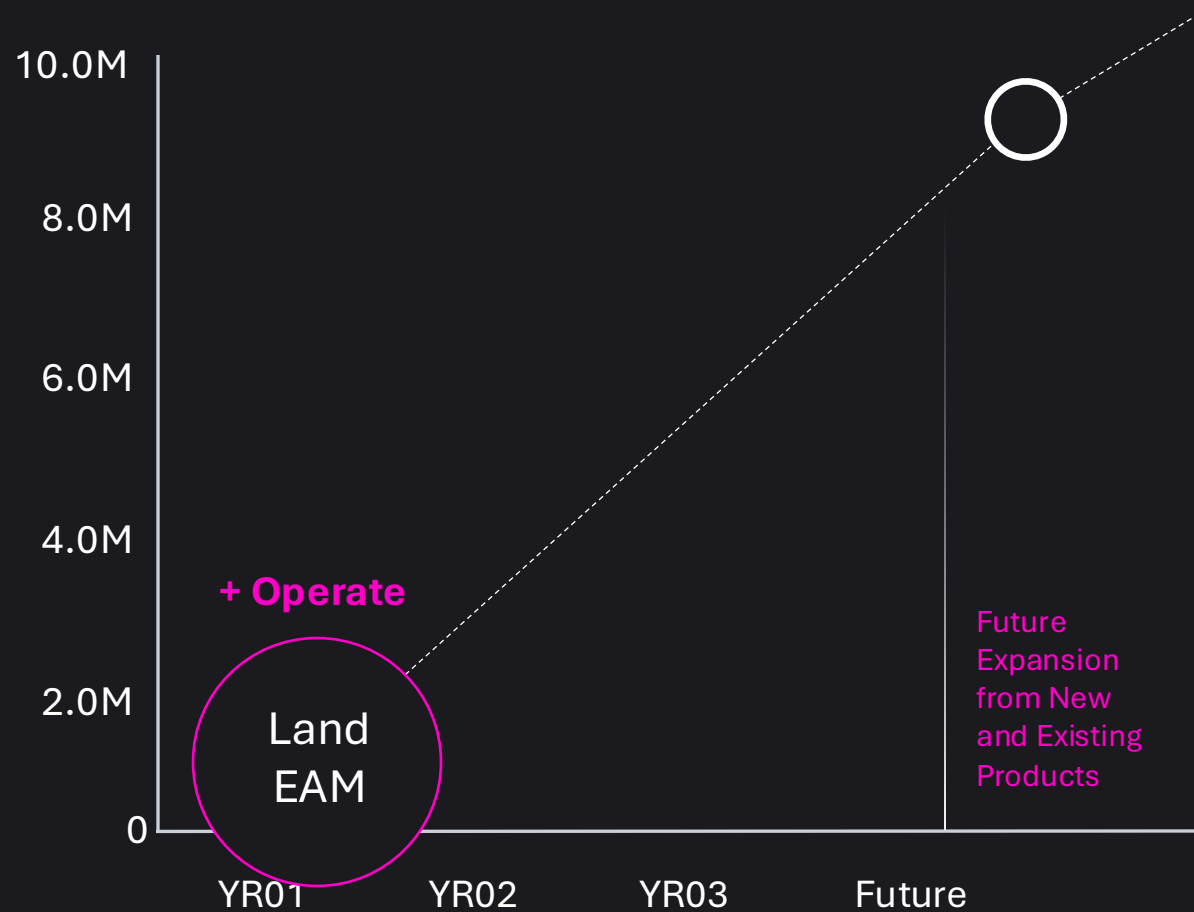 10.0M
8.0M
6.0M
4.0M
+ Operate
2.0M
Land
EAM
0
Future
Expansion
from New
and Existing
Products
YR01
YR02
YR03
Future